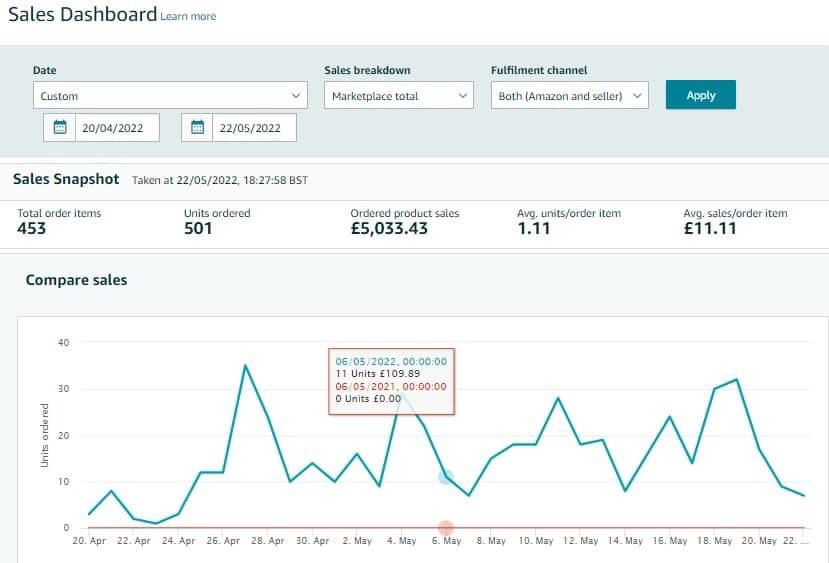 Sales Dashboard Learn more
Date Sales breakdown Fulfilment channel
Custom Marketplace total Both (Amazon and seller) Apply
20/04/2022 22/05/2022
Sales Snapshot Taken at 22/05/2022, 18:27:58 BST
Total order items Units ordered Ordered product sales Avg. units/order item Avg. sales/order item
453 501 £5,033.43 1.11 £11.11
Compare sales
Units ordered
40
30
20
10
0
06/05/2022, 00:00:00
11 Units £109.89
06/05/2021, 00:00:00
0 Units £0.00
20. Apr 22. Apr 24. Apr 26. Apr 28. Apr 30. Apr 2. May 4. May 6. May 8. May 10. May 12. May 14. May 16. May 18. May 20. May 22. ...